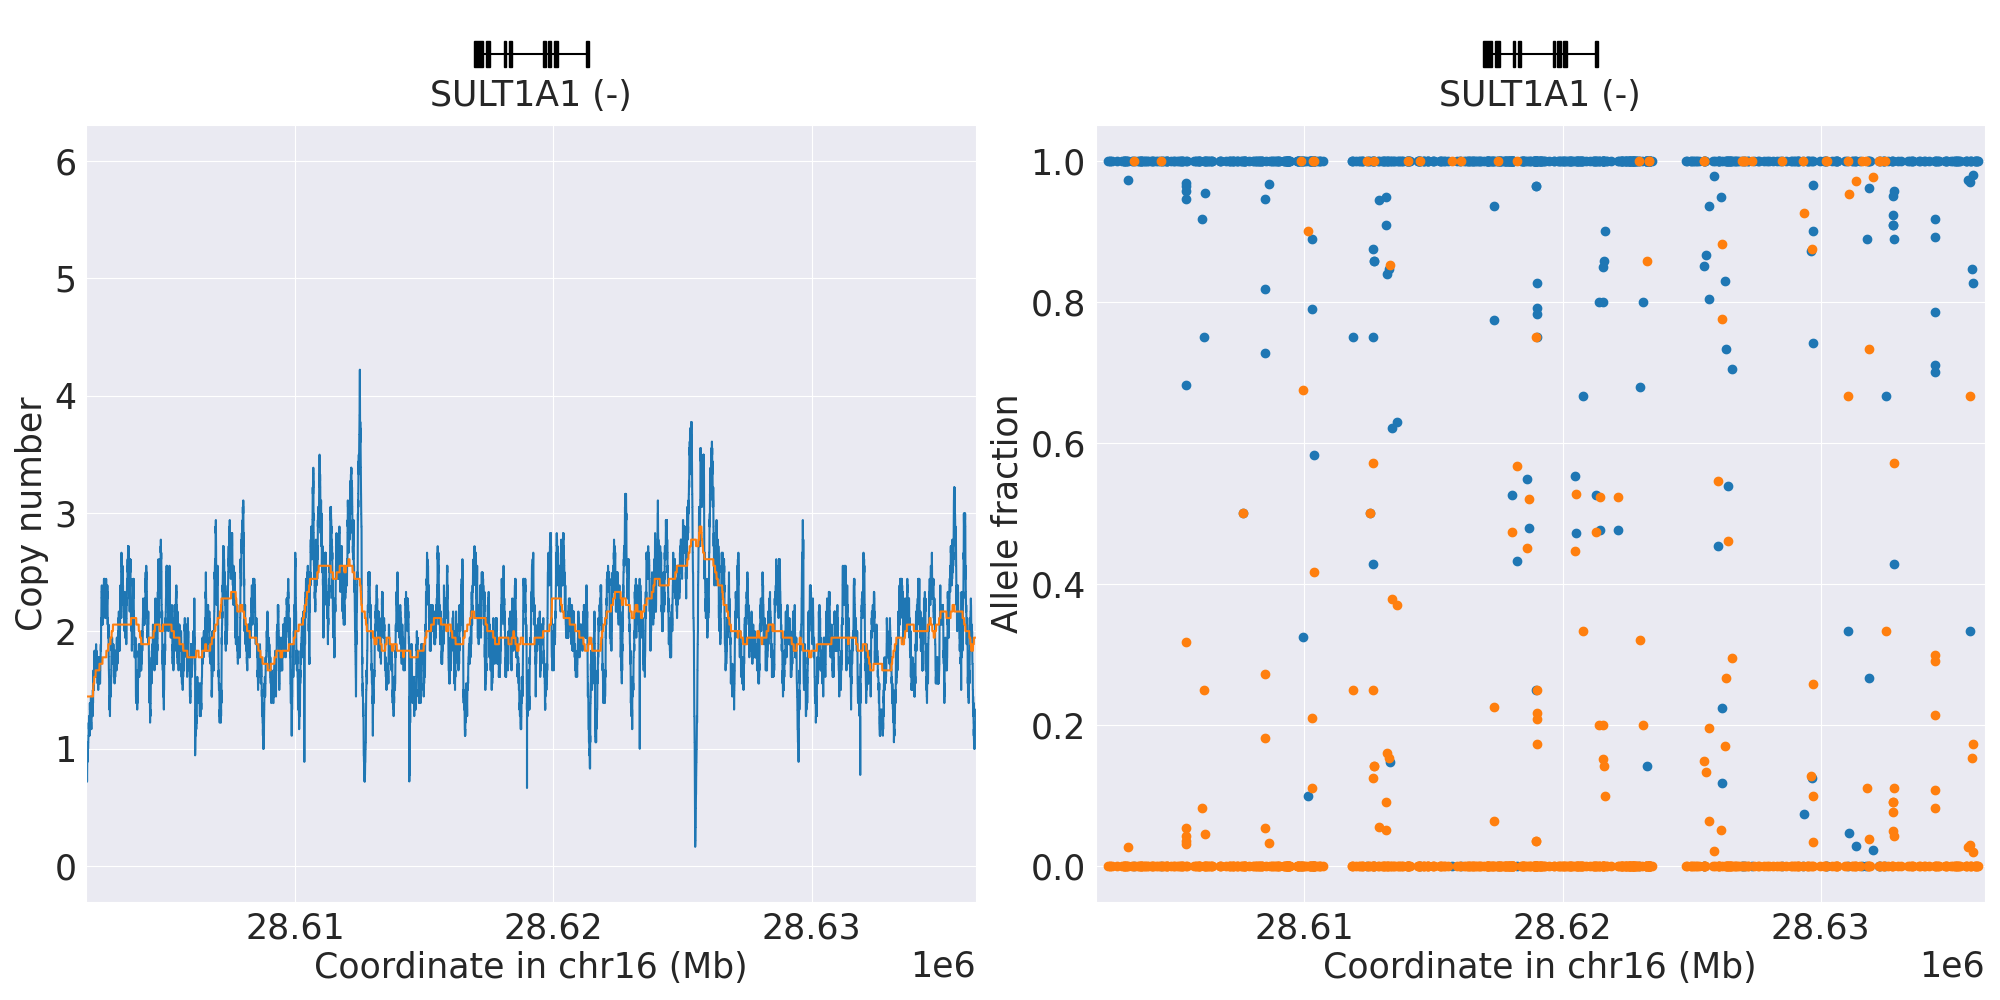 SULT1A1 (-)
6
5
4
3
2
1
0
Copy number
28.61
28.62
28.63
Coordinate in chr16 (Mb)
1e6
SULT1A1 (-)
1.0
0.8
0.6
0.4
0.2
0.0
Allele fraction
28.61
28.62
28.63
Coordinate in chr16 (Mb)
1e6